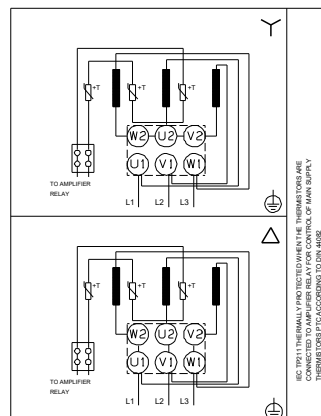 +T
+T
+T
W2 U2 V2
U1 V1 W1
TO AMPLIFIER
RELAY
L1 L2 L3
+T
+T
+T
W2 U2 V2
U1 V1 W1
TO AMPLIFIER
RELAY
L1 L2 L3
IEC TP211 THERMALLY PROTECTED WHEN THE THERMISTORS ARE
CONNECTED TO AMPLIFIER RELAY FOR CONTROL OF MAIN SUPPLY
THERMISTORS PTC ACCORDING TO DIN 44082